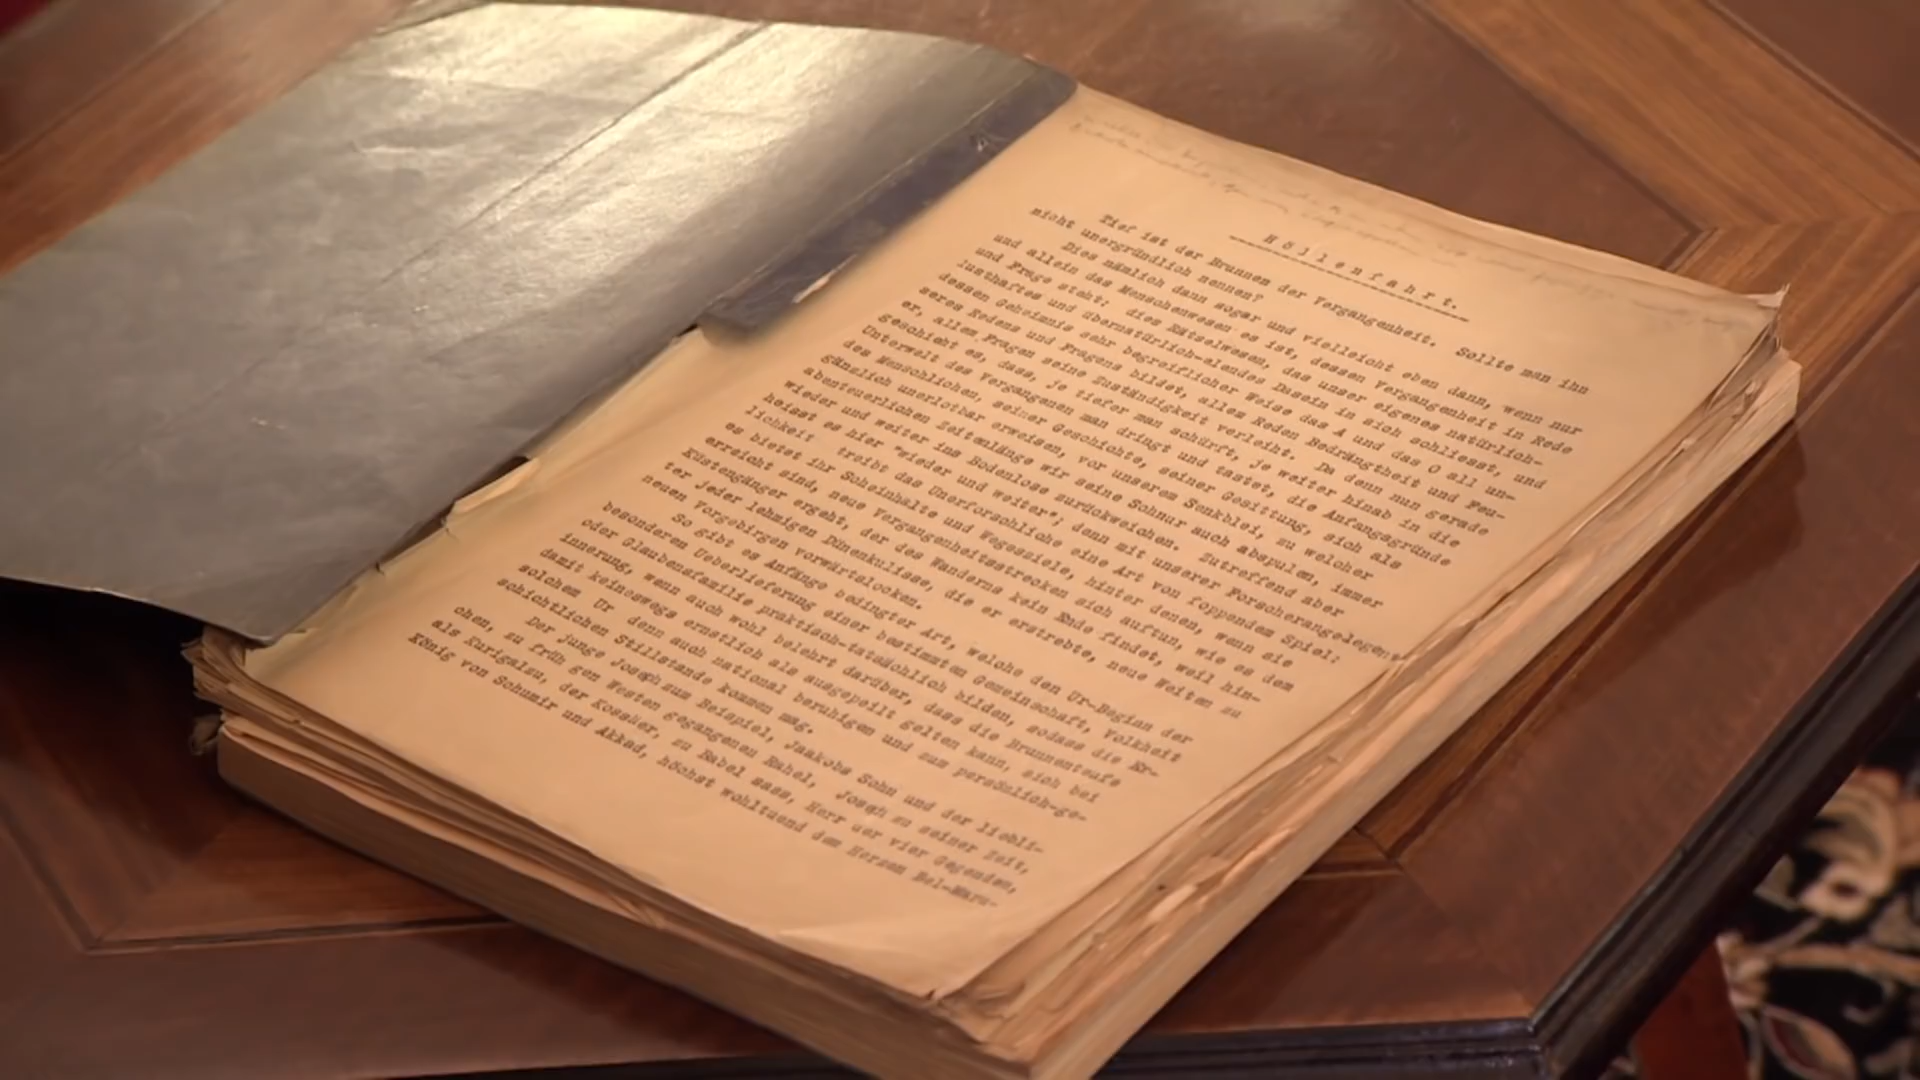 Höllenfahrt.
Tief ist der Brunnen der Vergangenheit. Sollte man ihn
nicht unergründlich nennen?
Dies nämlich dann sogar und vielleicht eben dann, wenn nur
und allein das Menschenwesen es ist, dessen Vergangenheit in Rede
und Frage steht: dies Rätselwesen, das unser eigenes natürlich-
lusthaftes und übernatürlich-elendes Dasein in sich schliesst, und
dessen Geheimnis sehr begreiflicher Weise das A und das O all un-
seres Redens und Fragens bildet, allem Reden Bedrängtheit und Feu-
er, allem Fragen seine Zuständigkeit verleiht. Da denn nun gerade
geschieht es, dass, je tiefer man schürft, je weiter hinab in die
Unterwelt des Vergangenen man dringt und tastet, die Anfangsgründe
des Menschlichen, seiner Geschichte, seiner Gesittung, sich als
gänzlich unerlotbar erweisen, vor unserem Senkblei, zu welcher
abenteuerlichen Zeitenlänge wir seine Schnur auch abspulen, immer
wieder und weiter ins Bodenlose zurückweichen. Zutreffend aber
heisst es hier "wieder und weiter"; denn mit unserer Forscherangelegen-
lichkeit treibt das Unerforschliche eine Art von foppendem Spiel:
es bietet ihr Scheinhalte und Wegesziele, hinter denen, wenn sie
erreicht sind, neue Vergangenheitsstrecken sich auftun, wie es dem
Küstengänger ergeht, der des Wanderns kein Ende findet, weil hin-
ter jeder lehmigen Dünenkulisse, die er erstrebte, neue Weiten zu
neuen Vorgebirgen vorwärtslocken.
So gibt es Anfänge bedingter Art, welche den Ur-Beginn der
besonderen Ueberlieferung einer bestimmten Gemeinschaft, Volkheit
oder Glaubensfamilie praktisch-tatsächlich bilden, sodass die Er-
innerung, wenn auch wohl belehrt darüber, dass die Brunnenteufe
damit keineswegs ernstlich als ausgepeilt gelten kann, sich bei
solchem Ur denn auch national beruhigen und zum persönlich-ge-
schichtlichen Stillstande kommen mag.
Der junge Joseph zum Beispiel, Jaakobs Sohn und der liebli-
chen, zu früh gen Westen gegangenen Rahel, Joseph zu seiner Zeit,
als Kurigalzu, der Kossäer, zu Babel sass, Herr der vier Gegenden,
König von Schumir und Akkad, höchst wohltuend dem Herzen Bel-Maru-